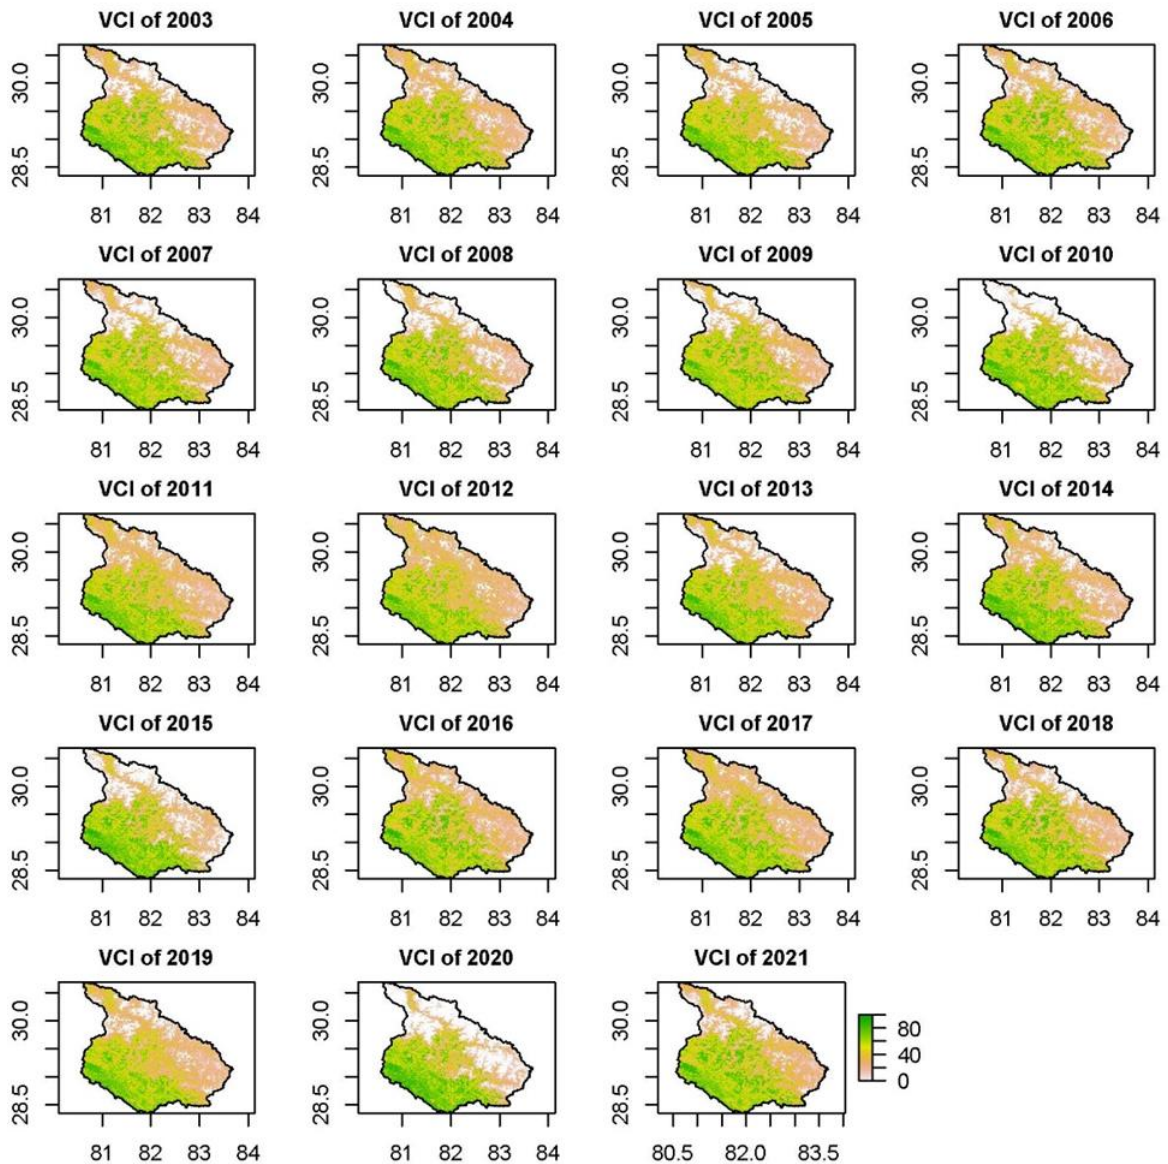 VCI of 2003 VCI of 2004 VCI of 2005 VCI of 2006
30.0 30.0 30.0 30.0
28.5 28.5 28.5 28.5
81 82 83 84 81 82 83 84 81 82 83 84 81 82 83 84
VCI of 2007 VCI of 2008 VCI of 2009 VCI of 2010
30.0 30.0 30.0 30.0
28.5 28.5 28.5 28.5
81 82 83 84 81 82 83 84 81 82 83 84 81 82 83 84
VCI of 2011 VCI of 2012 VCI of 2013 VCI of 2014
30.0 30.0 30.0 30.0
28.5 28.5 28.5 28.5
81 82 83 84 81 82 83 84 81 82 83 84 81 82 83 84
VCI of 2015 VCI of 2016 VCI of 2017 VCI of 2018
30.0 30.0 30.0 30.0
28.5 28.5 28.5 28.5
81 82 83 84 81 82 83 84 81 82 83 84 81 82 83 84
VCI of 2019 VCI of 2020 VCI of 2021
30.0 30.0 30.0
80
40
0
28.5 28.5 28.5
81 82 83 84 81 82 83 84 80.5 82.0 83.5